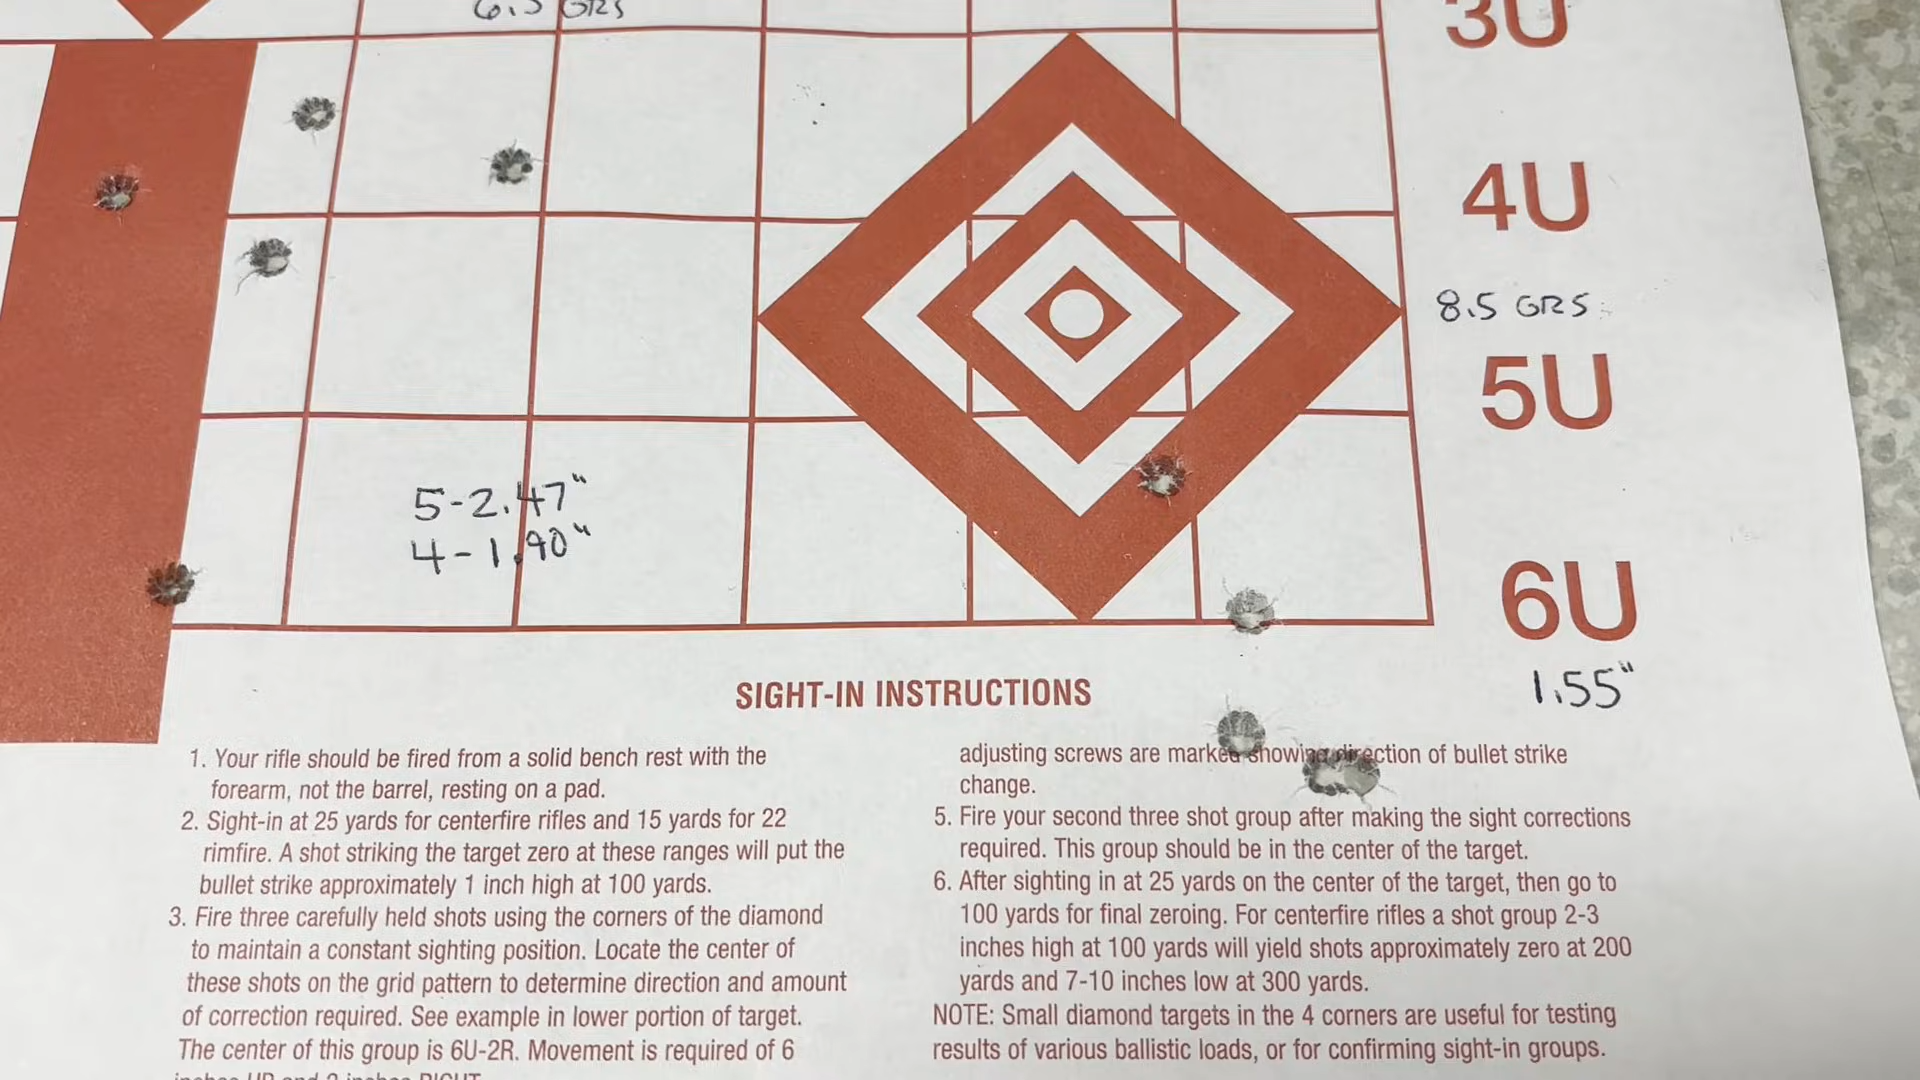 6.5 GRS
3U
4U
8.5 GRS
5U
5-2.47"
4-1.90"
6U
1.55"
SIGHT-IN INSTRUCTIONS
1. Your rifle should be fired from a solid bench rest with the
forearm, not the barrel, resting on a pad.
2. Sight-in at 25 yards for centerfire rifles and 15 yards for 22
rimfire. A shot striking the target zero at these ranges will put the
bullet strike approximately 1 inch high at 100 yards.
3. Fire three carefully held shots using the corners of the diamond
to maintain a constant sighting position. Locate the center of
these shots on the grid pattern to determine direction and amount
of correction required. See example in lower portion of target.
The center of this group is 6U-2R. Movement is required of 6
inches UP and 2 inches RIGHT
adjusting screws are marked showing direction of bullet strike
change.
5. Fire your second three shot group after making the sight corrections
required. This group should be in the center of the target.
6. After sighting in at 25 yards on the center of the target, then go to
100 yards for final zeroing. For centerfire rifles a shot group 2-3
inches high at 100 yards will yield shots approximately zero at 200
yards and 7-10 inches low at 300 yards.
NOTE: Small diamond targets in the 4 corners are useful for testing
results of various ballistic loads, or for confirming sight-in groups.